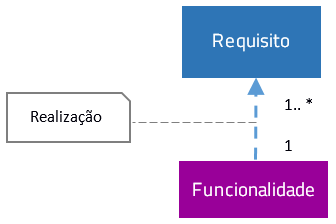 Requisito
1.. *
Realização
1
Funcionalidade